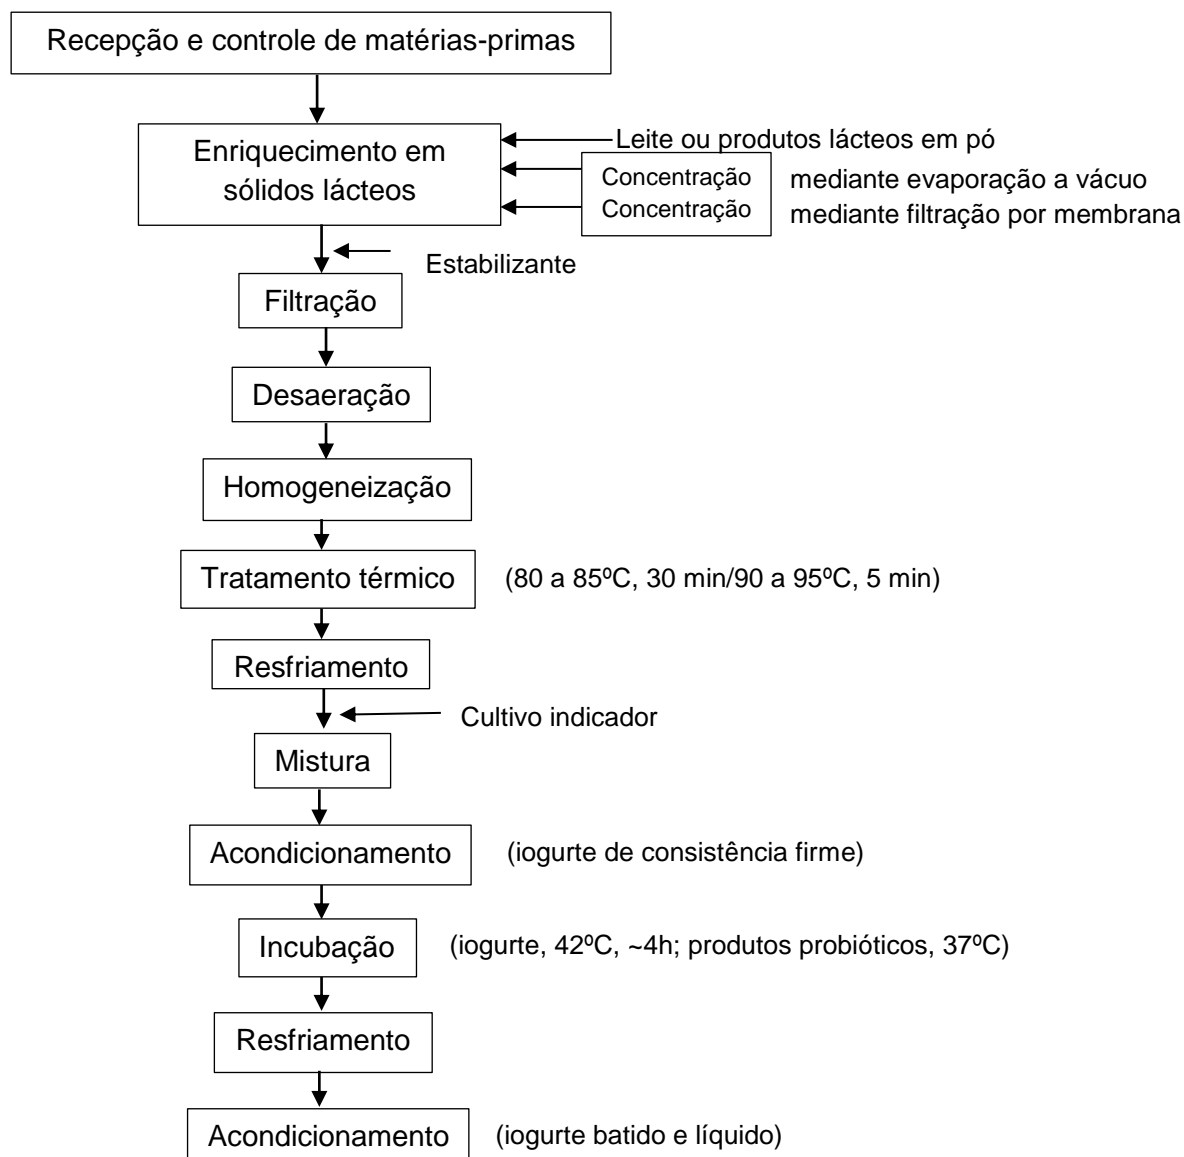 Recepção e controle de matérias-primas
Enriquecimento em
sólidos lácteos
Leite ou produtos lácteos em pó
Concentração mediante evaporação a vácuo
Concentração mediante filtração por membrana
Estabilizante
Filtração
Desaeração
Homogeneização
Tratamento térmico (80 a 85ºC, 30 min/90 a 95ºC, 5 min)
Resfriamento
Cultivo indicador
Mistura
Acondicionamento (iogurte de consistência firme)
Incubação (iogurte, 42ºC, ~4h; produtos probióticos, 37ºC)
Resfriamento
Acondicionamento (iogurte batido e líquido)